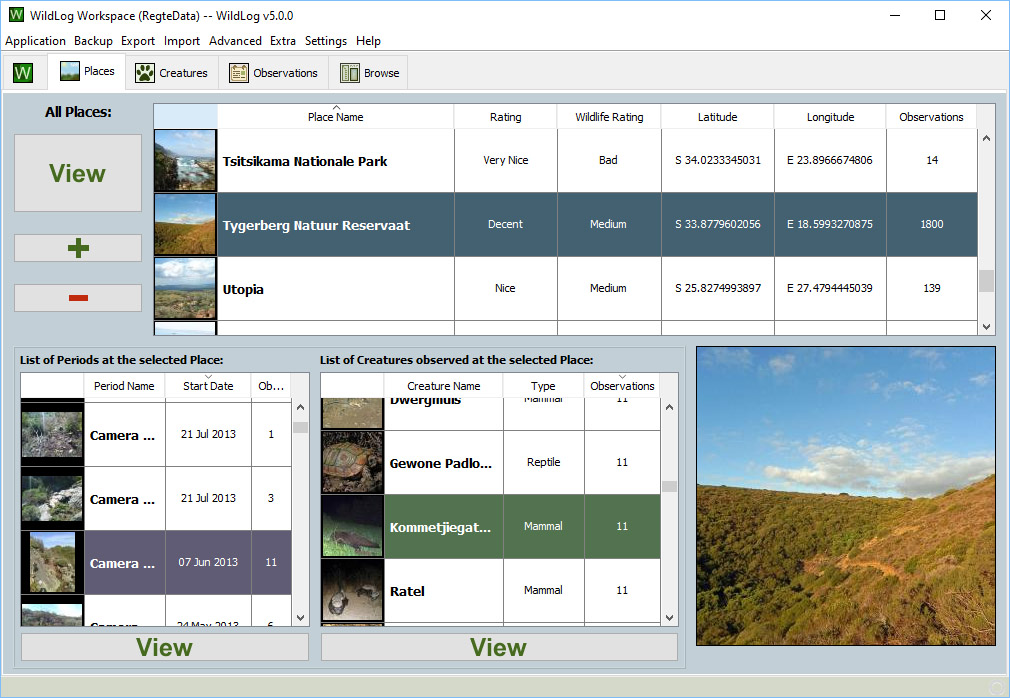 WildLog Workspace (RegteData) -- WildLog v5.0.0
Application Backup Export Import Advanced Extra Settings Help
W Places Creatures Observations Browse
All Places:
View
Place Name Rating Wildlife Rating Latitude Longitude Observations
Tsitsikama Nationale Park Very Nice Bad S 34.0233345031 E 23.8966674806 14
Tygerberg Natuur Reservaat Decent Medium S 33.8779602056 E 18.5993270875 1800
Utopia Nice Medium S 25.8274993897 E 27.4794445039 139
List of Periods at the selected Place:
Period Name Start Date Ob...
Camera ... 21 Jul 2013 1
Camera ... 21 Jul 2013 3
Camera ... 07 Jun 2013 11
Camera ... 24 May 2013 6
View
List of Creatures observed at the selected Place:
Creature Name Type Observations
Dwergmuis Mammal 11
Gewone Padlo... Reptile 11
Kommetjiegat... Mammal 11
Ratel Mammal 11
View